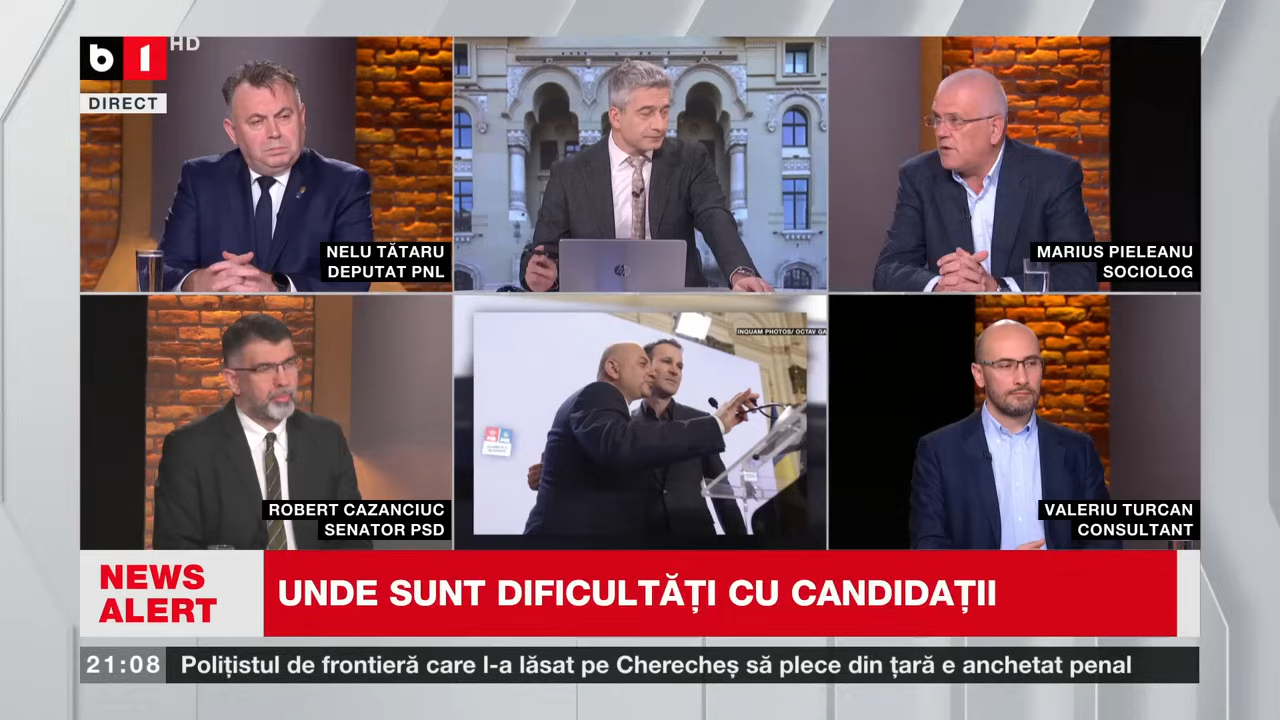 b1
HD
DIRECT
NELU TĂTARU
DEPUTAT PNL
hp
MARIUS PIELEANU
SOCIOLOG
ROBERT CAZANCIUC
SENATOR PSD
INQUAM PHOTOS/ OCTAV GA
VALERIU TURCAN
CONSULTANT
NEWS
ALERT
UNDE SUNT DIFICULTĂȚI CU CANDIDAȚII
21:08
Polițistul de frontieră care l-a lăsat pe Cherecheș să plece din țară e anchetat penal